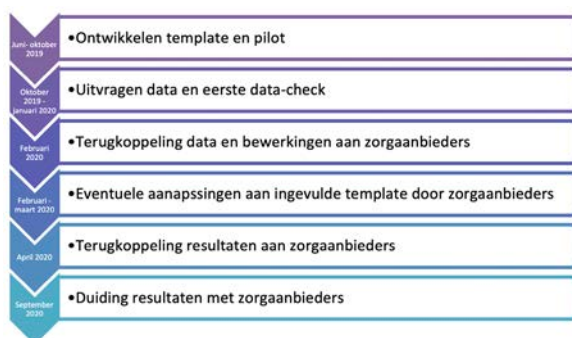 Juni- oktober
2019
•Ontwikkelen template en pilot
Oktober
2019 -
januari 2020
•Uitvragen data en eerste data-check
Februari
2020
•Terugkoppeling data en bewerkingen aan zorgaanbieders
Februari -
maart 2020
•Eventuele aanapssingen aan ingevulde template door zorgaanbieders
April 2020
•Terugkoppeling resultaten aan zorgaanbieders
September
2020
•Duiding resultaten met zorgaanbieders